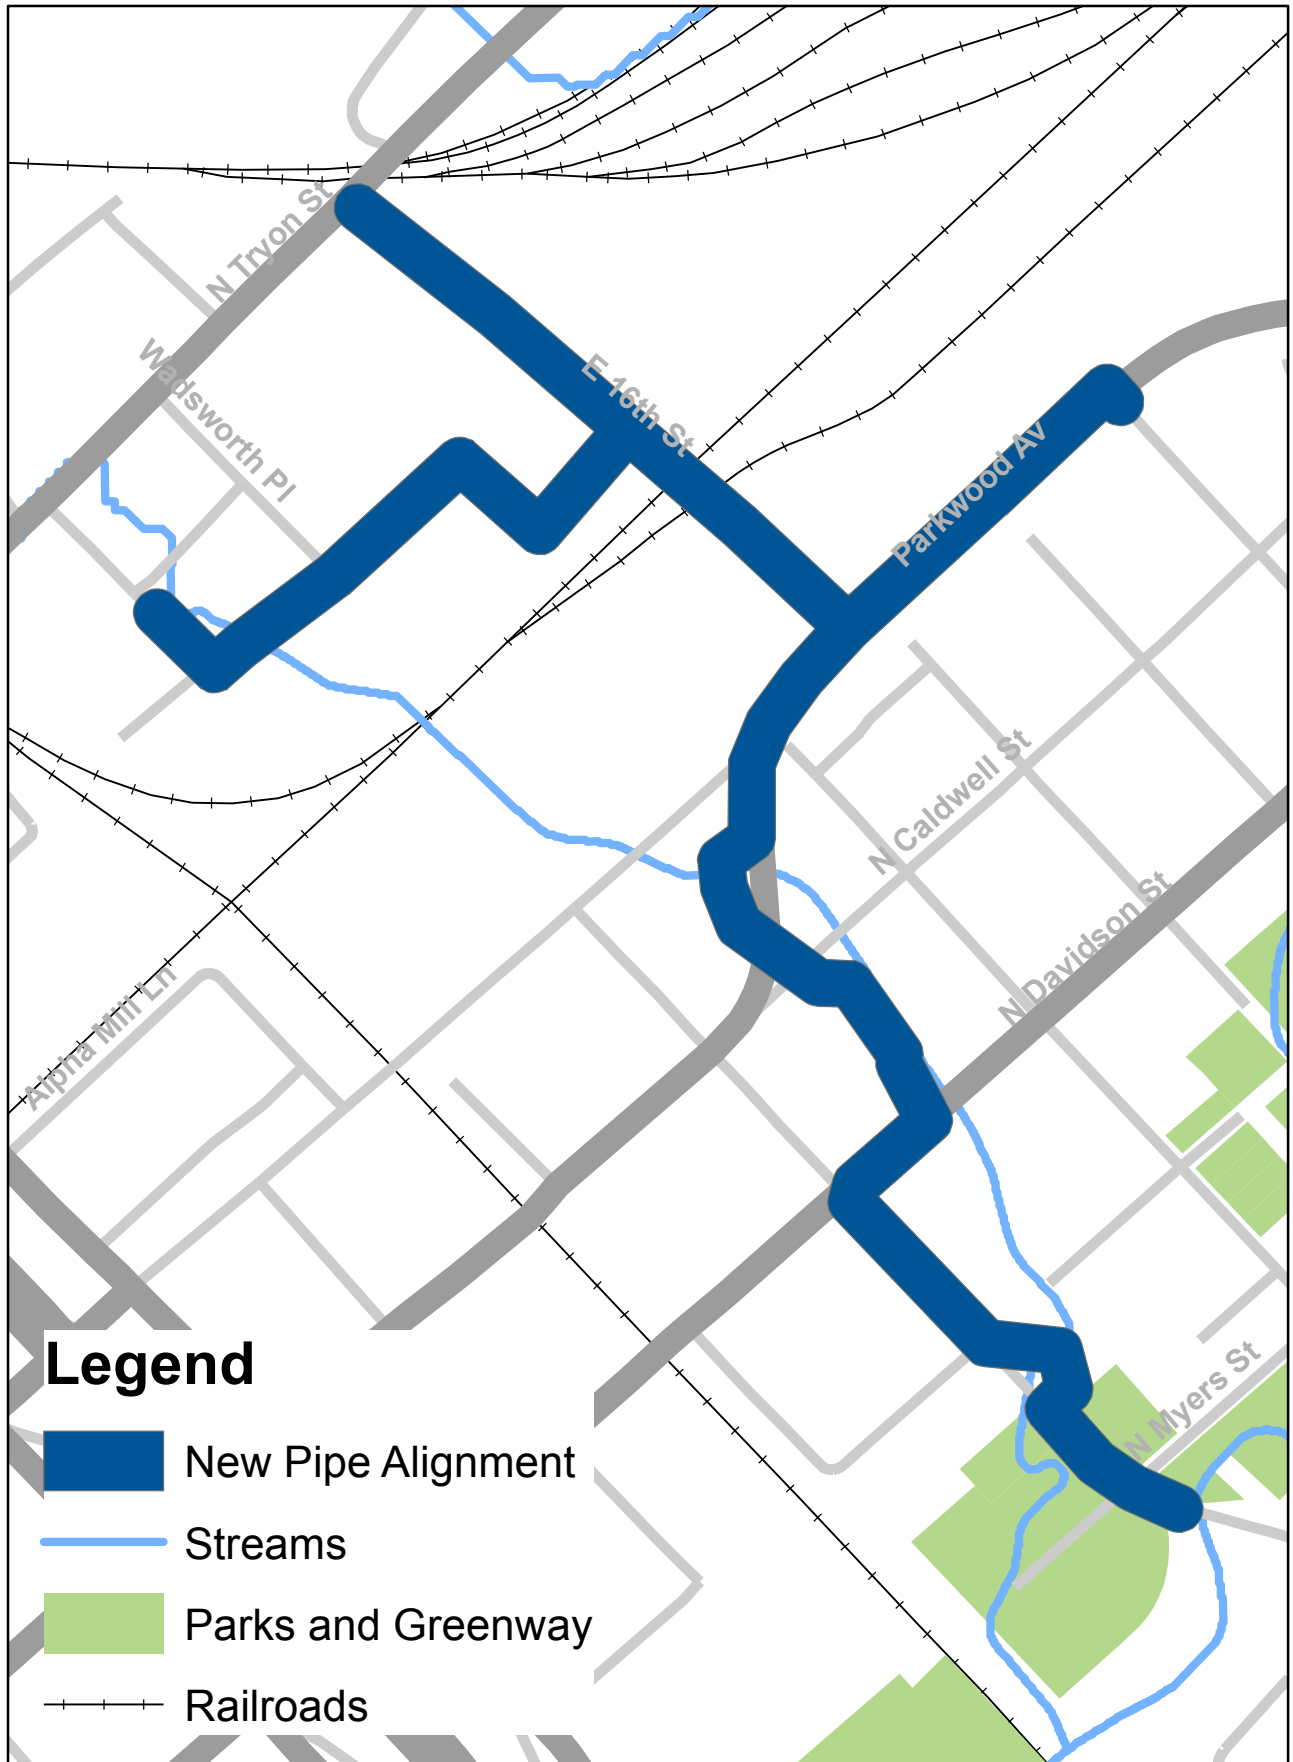 N Tryon St
Wadsworth Pl
E 16th St
Parkwood Av
N Caldwell St
N Davidson St
Alpha Mill Ln
N Myers St
Legend
New Pipe Alignment
Streams
Parks and Greenway
Railroads